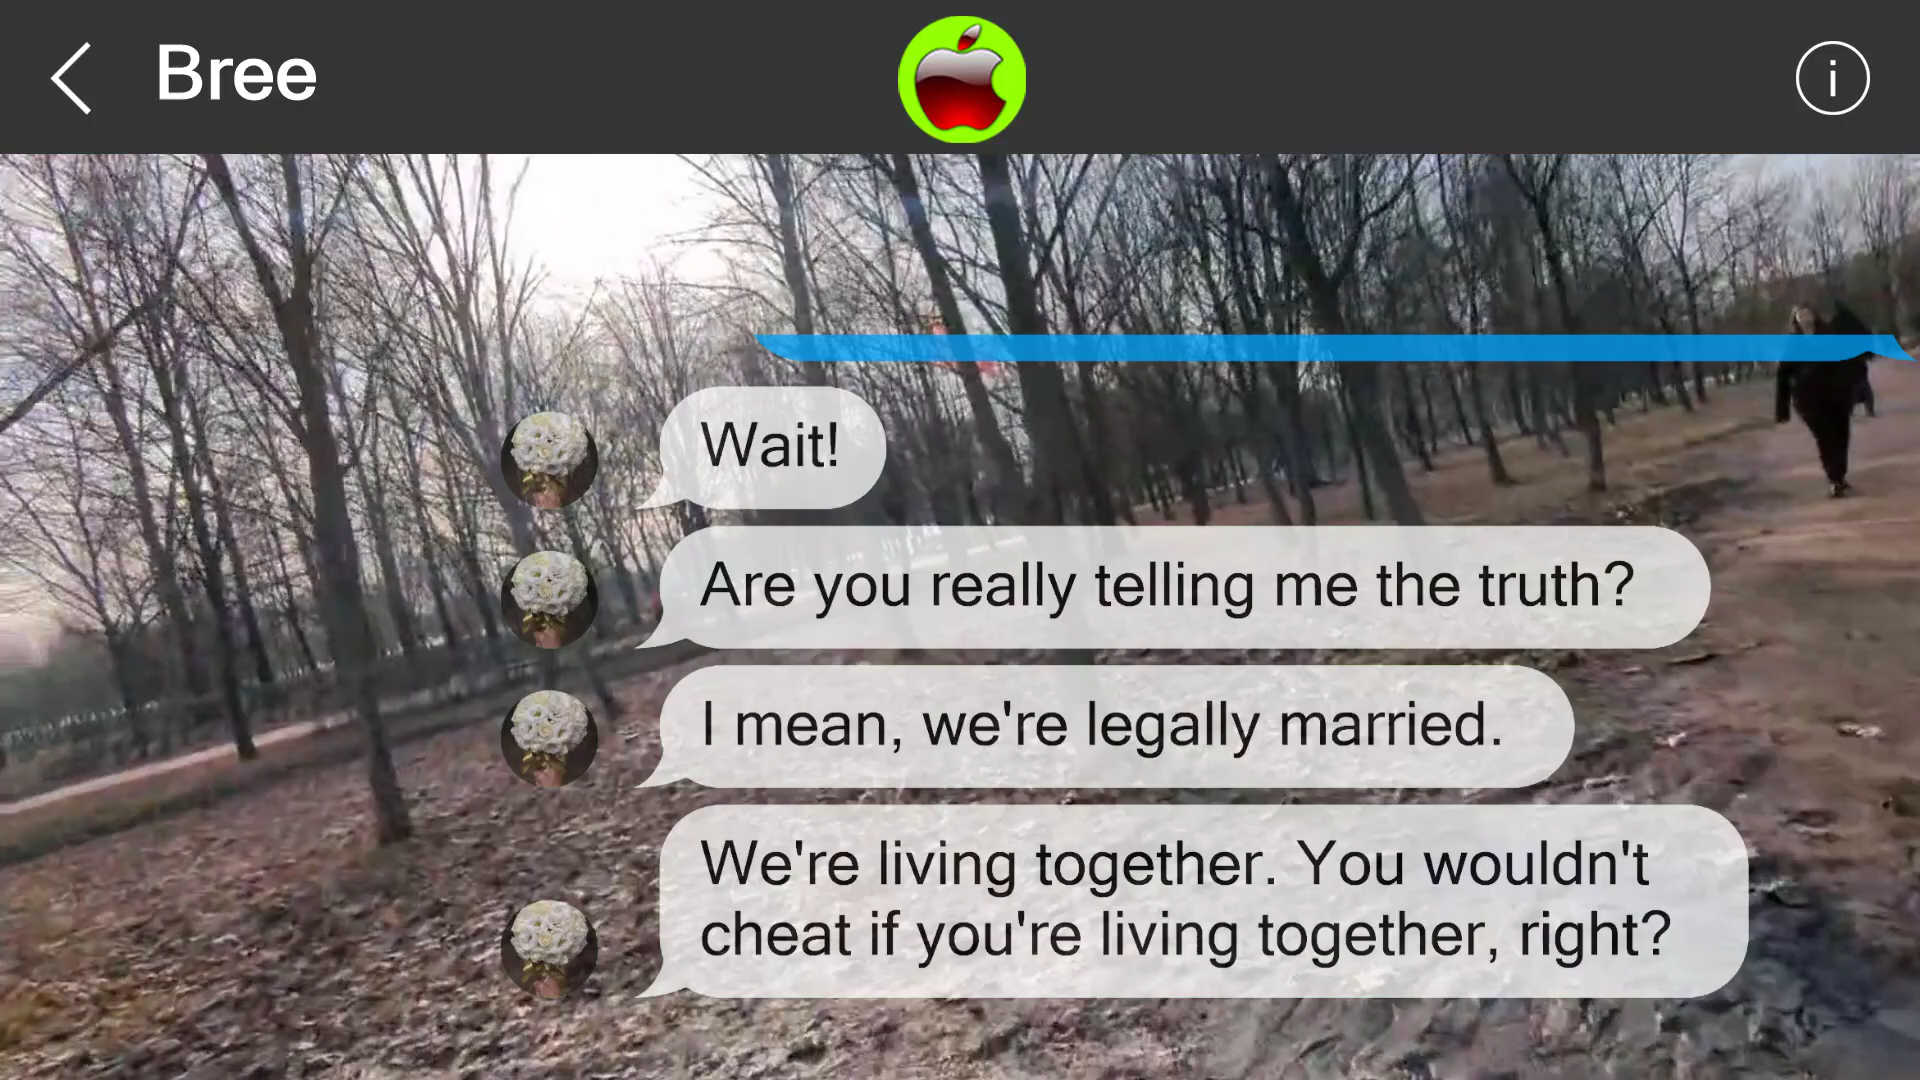 Bree
Wait!
Are you really telling me the truth?
I mean, we're legally married.
We're living together. You wouldn't
cheat if you're living together, right?